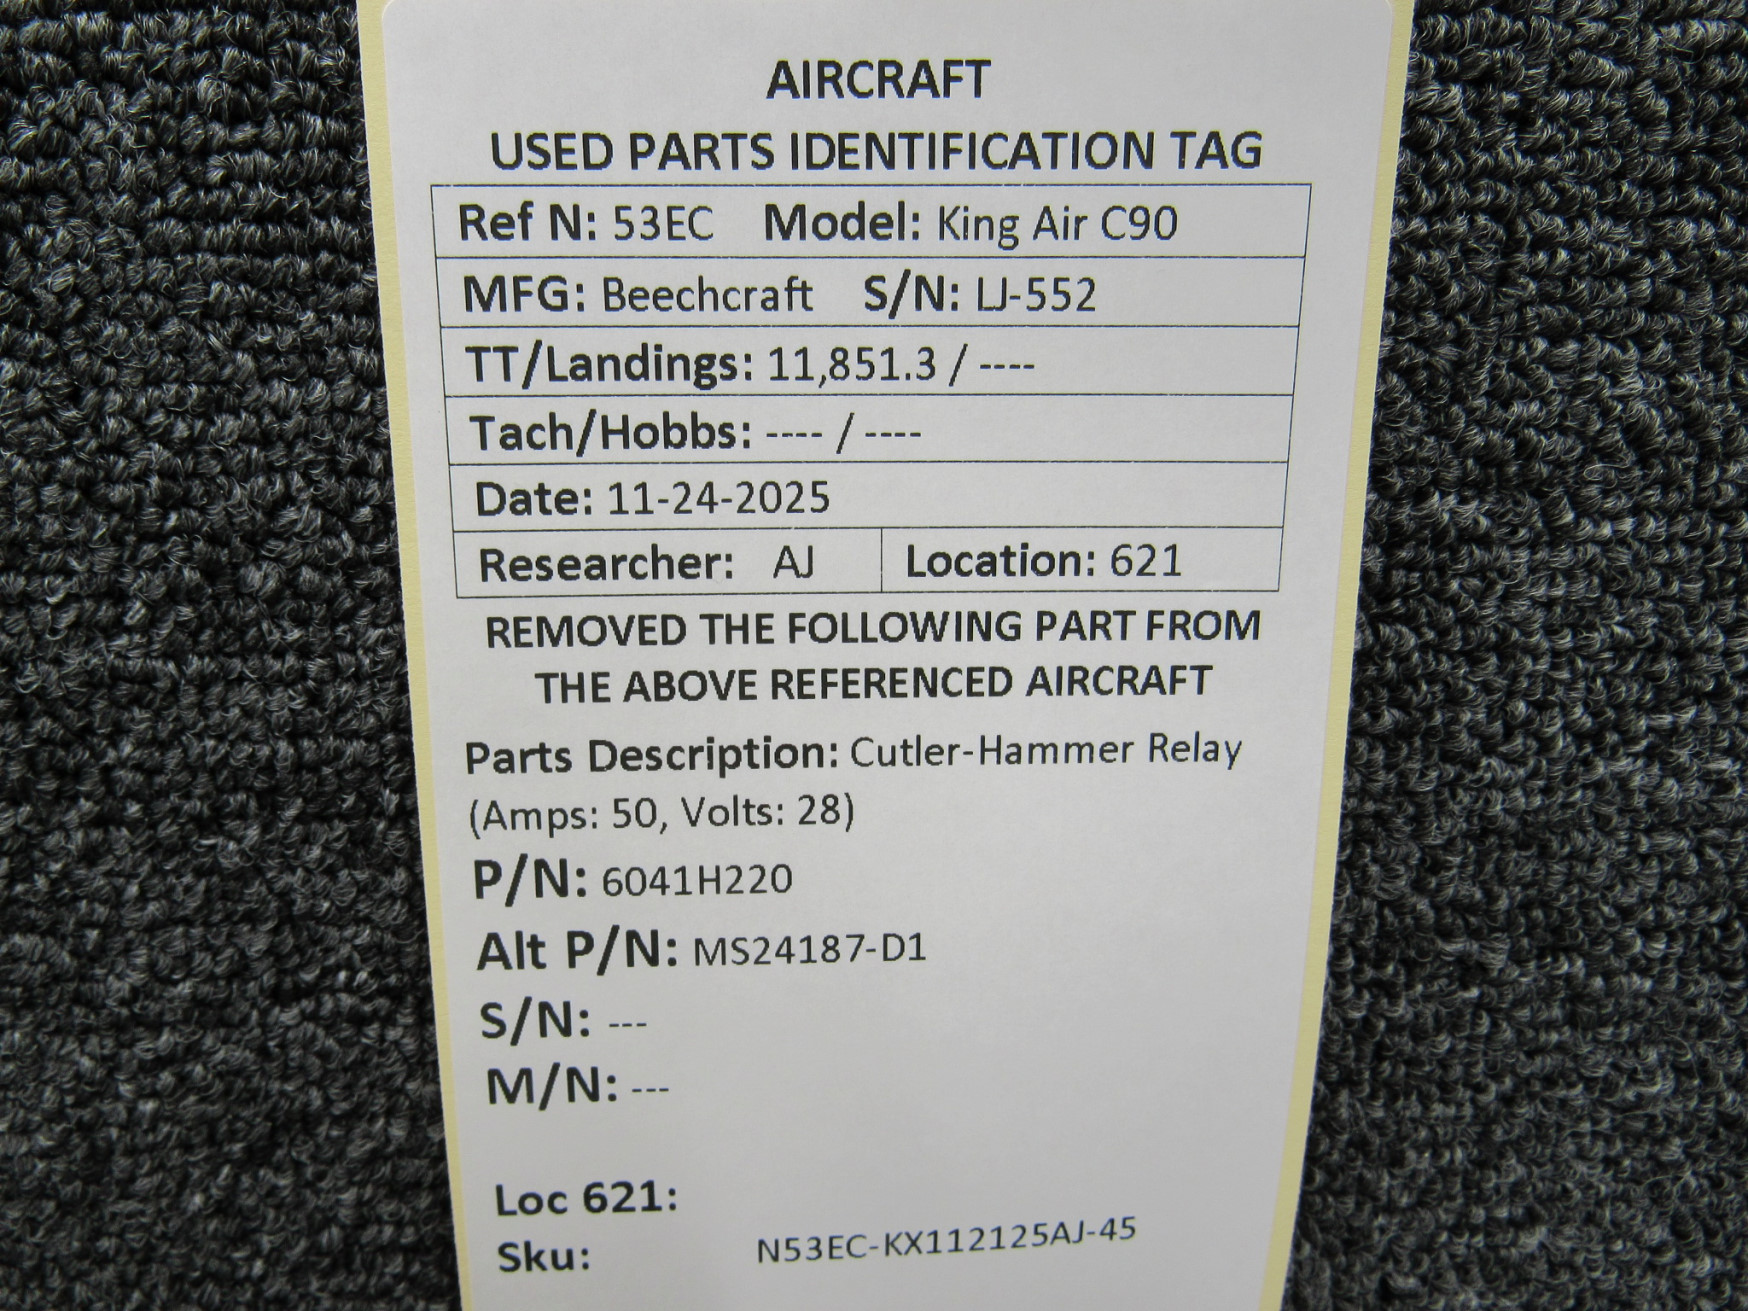 AIRCRAFT
USED PARTS IDENTIFICATION TAG
Ref N: 53EC Model: King Air C90
MFG: Beechcraft S/N: LJ-552
TT/Landings: 11,851.3 / ----
Tach/Hobbs: ---- / ----
Date: 11-24-2025
Researcher: AJ Location: 621
REMOVED THE FOLLOWING PART FROM
THE ABOVE REFERENCED AIRCRAFT
Parts Description: Cutler-Hammer Relay
(Amps: 50, Volts: 28)
P/N: 6041H220
Alt P/N: MS24187-D1
S/N: ---
M/N: ---
Loc 621:
Sku: N53EC-KX112125AJ-45